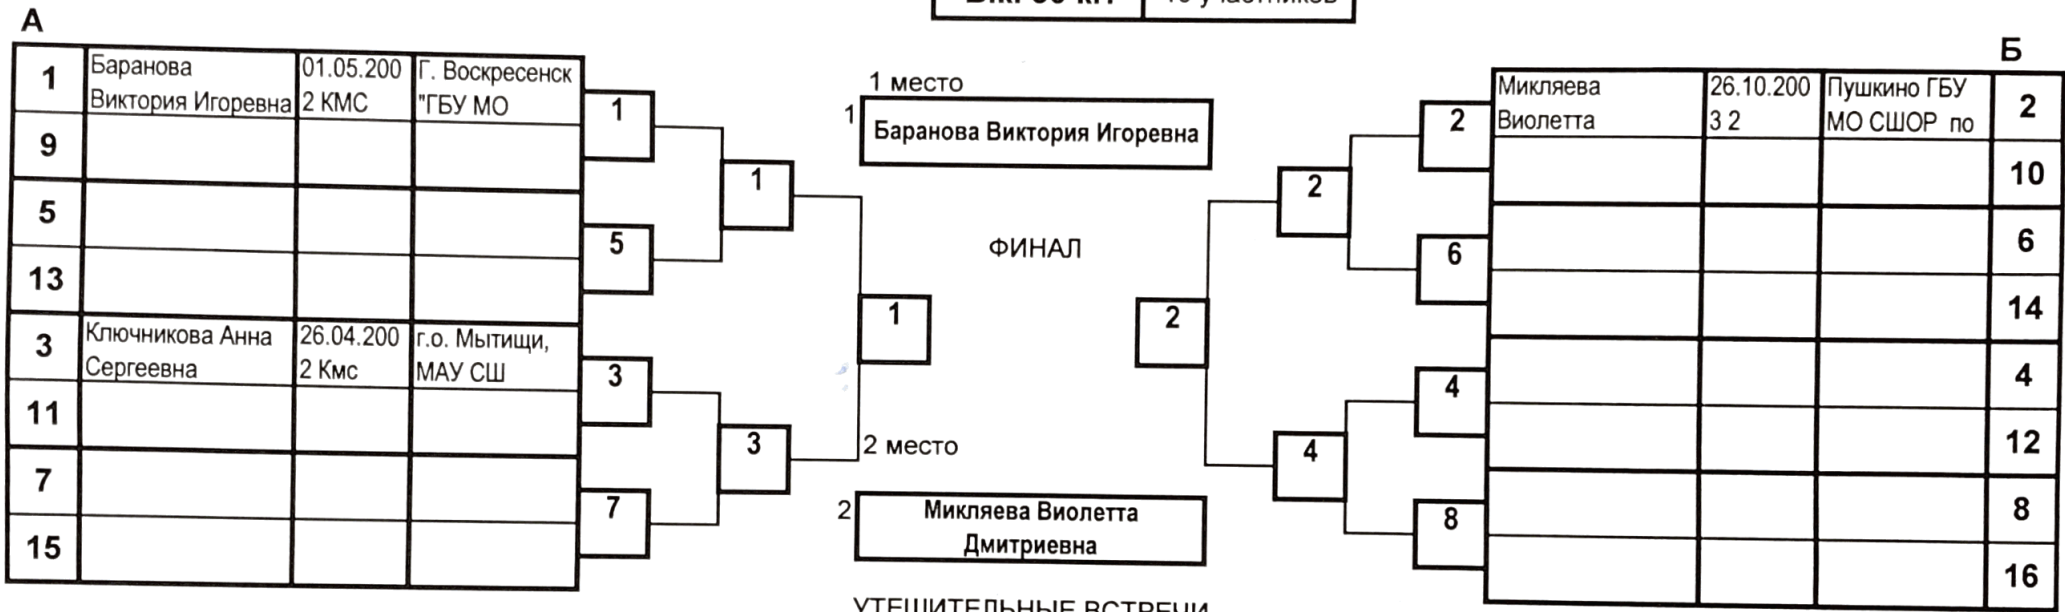 16 участников
А
Б
1
Баранова
Виктория Игоревна
01.05.200
2 КМС
Г. Воскресенск
"ГБУ МО
9
5
13
3
Ключникова Анна
Сергеевна
26.04.200
2 Кмс
г.о. Мытищи,
МАУ СШ
11
7
15
1
5
3
7
1
3
1
1 место
1
Баранова Виктория Игоревна
ФИНАЛ
2 место
2
Микляева Виолетта
Дмитриевна
УТЕШИТЕЛЬНЫЕ ВСТРЕЧИ
2
2
4
2
6
4
8
Микляева
Виолетта
26.10.200
3 2
Пушкино ГБУ
МО СШОР по
2
10
6
14
4
12
8
16